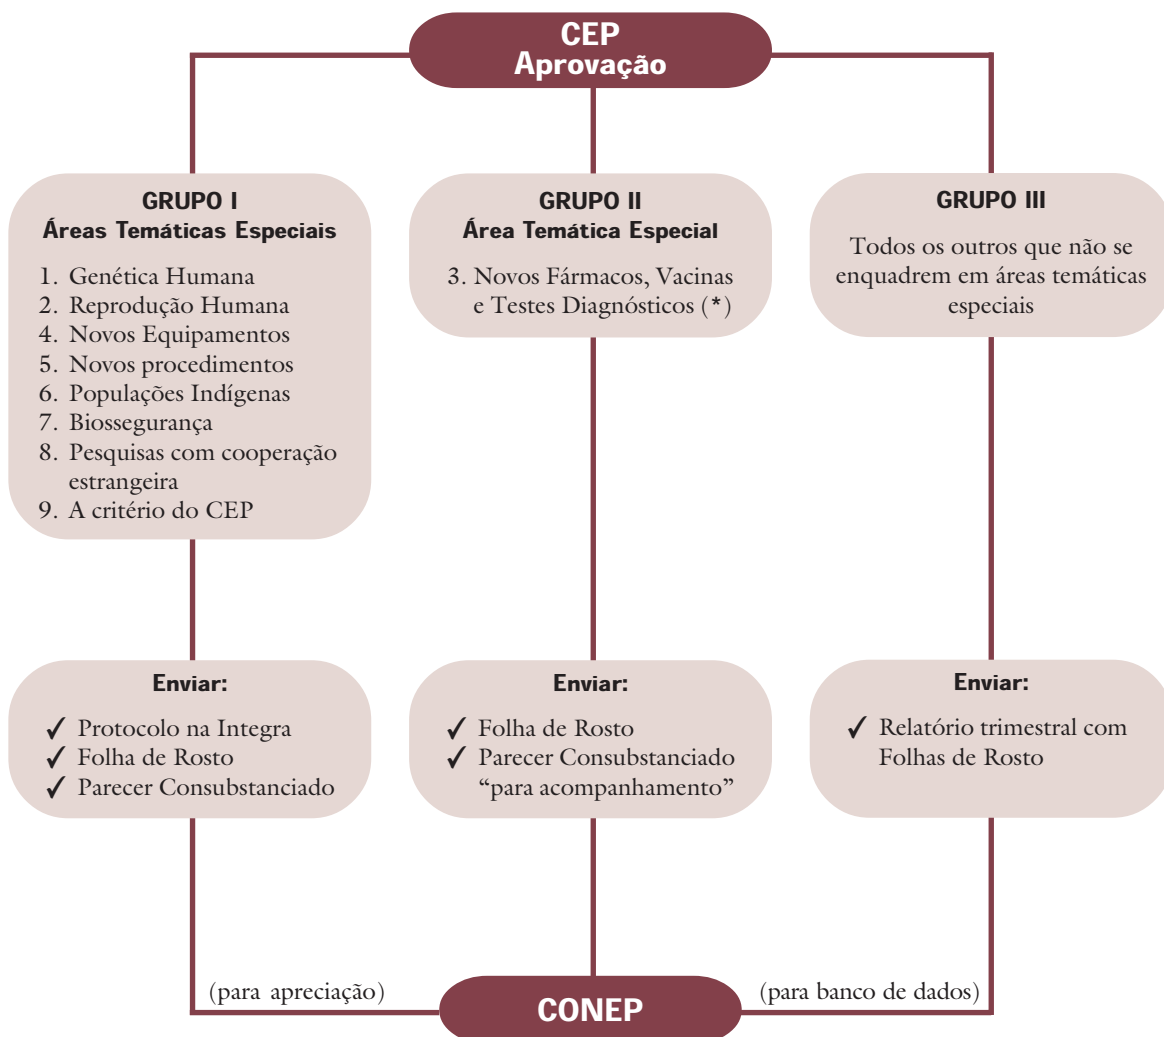 CEP
Aprovação
GRUPO I
Áreas Temáticas Especiais
1. Genética Humana
2. Reprodução Humana
4. Novos Equipamentos
5. Novos procedimentos
6. Populações Indígenas
7. Biossegurança
8. Pesquisas com cooperação
estrangeira
9. A critério do CEP
GRUPO II
Área Temática Especial
3. Novos Fármacos, Vacinas
e Testes Diagnósticos (*)
GRUPO III
Todos os outros que não se
enquadrem em áreas temáticas
especiais
Enviar:
✓ Protocolo na Integra
✓ Folha de Rosto
✓ Parecer Consubstanciado
Enviar:
✓ Folha de Rosto
✓ Parecer Consubstanciado
“para acompanhamento”
Enviar:
✓ Relatório trimestral com
Folhas de Rosto
(para apreciação)
CONEP
(para banco de dados)